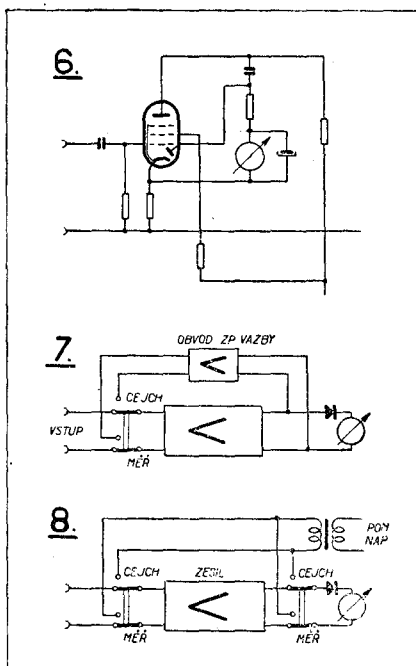 6.
7.
OBVOD ZP VAZBY
CEJCH
VSTUP
MĚŘ
8.
POM
NAP
CEJCH
ZESIL
CEJCH
MĚŘ
MĚŘ